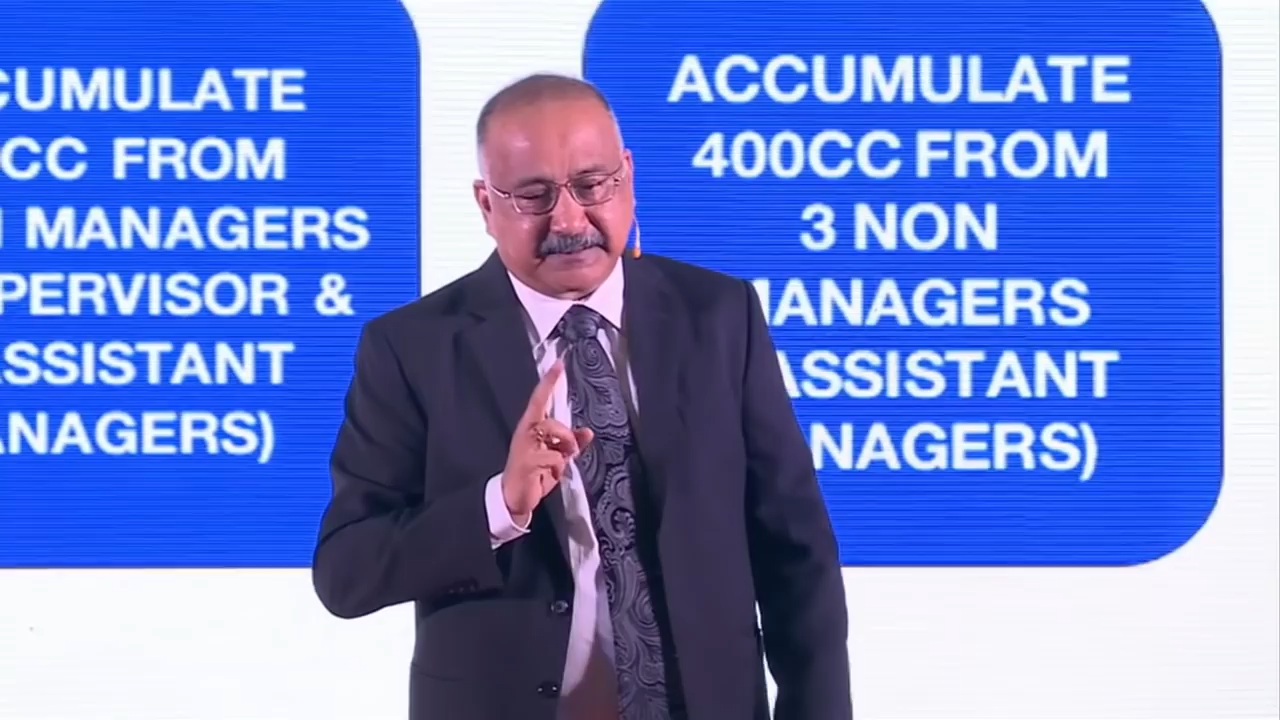 CUMULATE
CC FROM
MANAGERS
PERVISOR &
ASSISTANT
ANAGERS)
ACCUMULATE
400CC FROM
3 NON
MANAGERS
ASSISTANT
NAGERS)